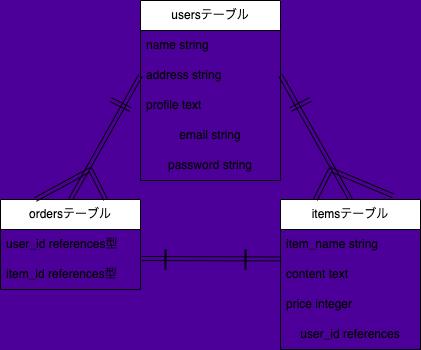 usersテーブル
name string
address string
profile text
email string
password string
ordersテーブル
user_id references型
item_id references型
itemsテーブル
item_name string
content text
price integer
user_id references